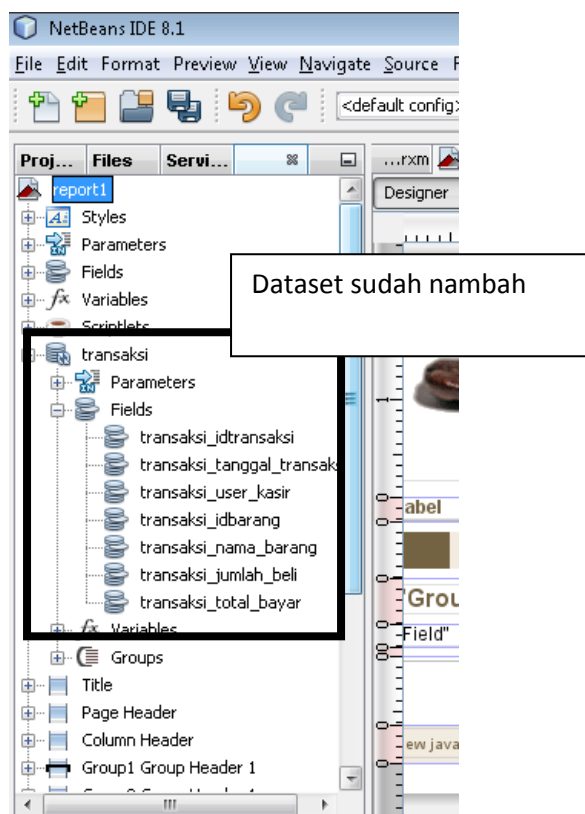 NetBeans IDE 8.1
File Edit Format Preview View Navigate Source
<default config>
Proj... Files Servi... ...rxm
report1 Designer
Styles
Parameters
Fields
Dataset sudah nambah
Variables
Scriptlets
transaksi
Parameters
Fields
transaksi_idtransaksi
transaksi_tanggal_transak
transaksi_user_kasir
transaksi_idbarang
abel
transaksi_nama_barang
transaksi_jumlah_beli
transaksi_total_bayar
"Grou
Variables
Field"
Groups
Title
Page Header
Column Header
ew java
Group1 Group Header 1